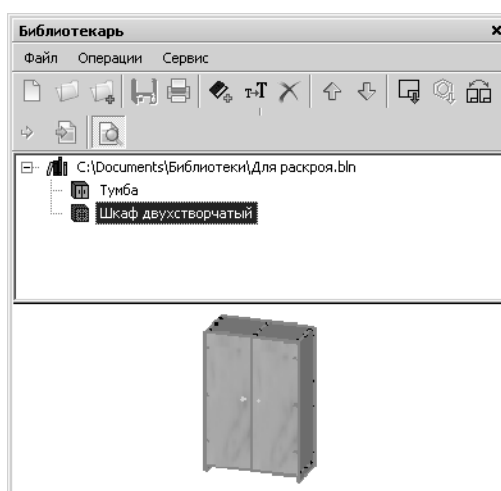 Библиотекарь
Файл Операции Сервис
T→T
C:\Documents\Библиотеки\Для раскроя.bln
Тумба
Шкаф двухстворчатый